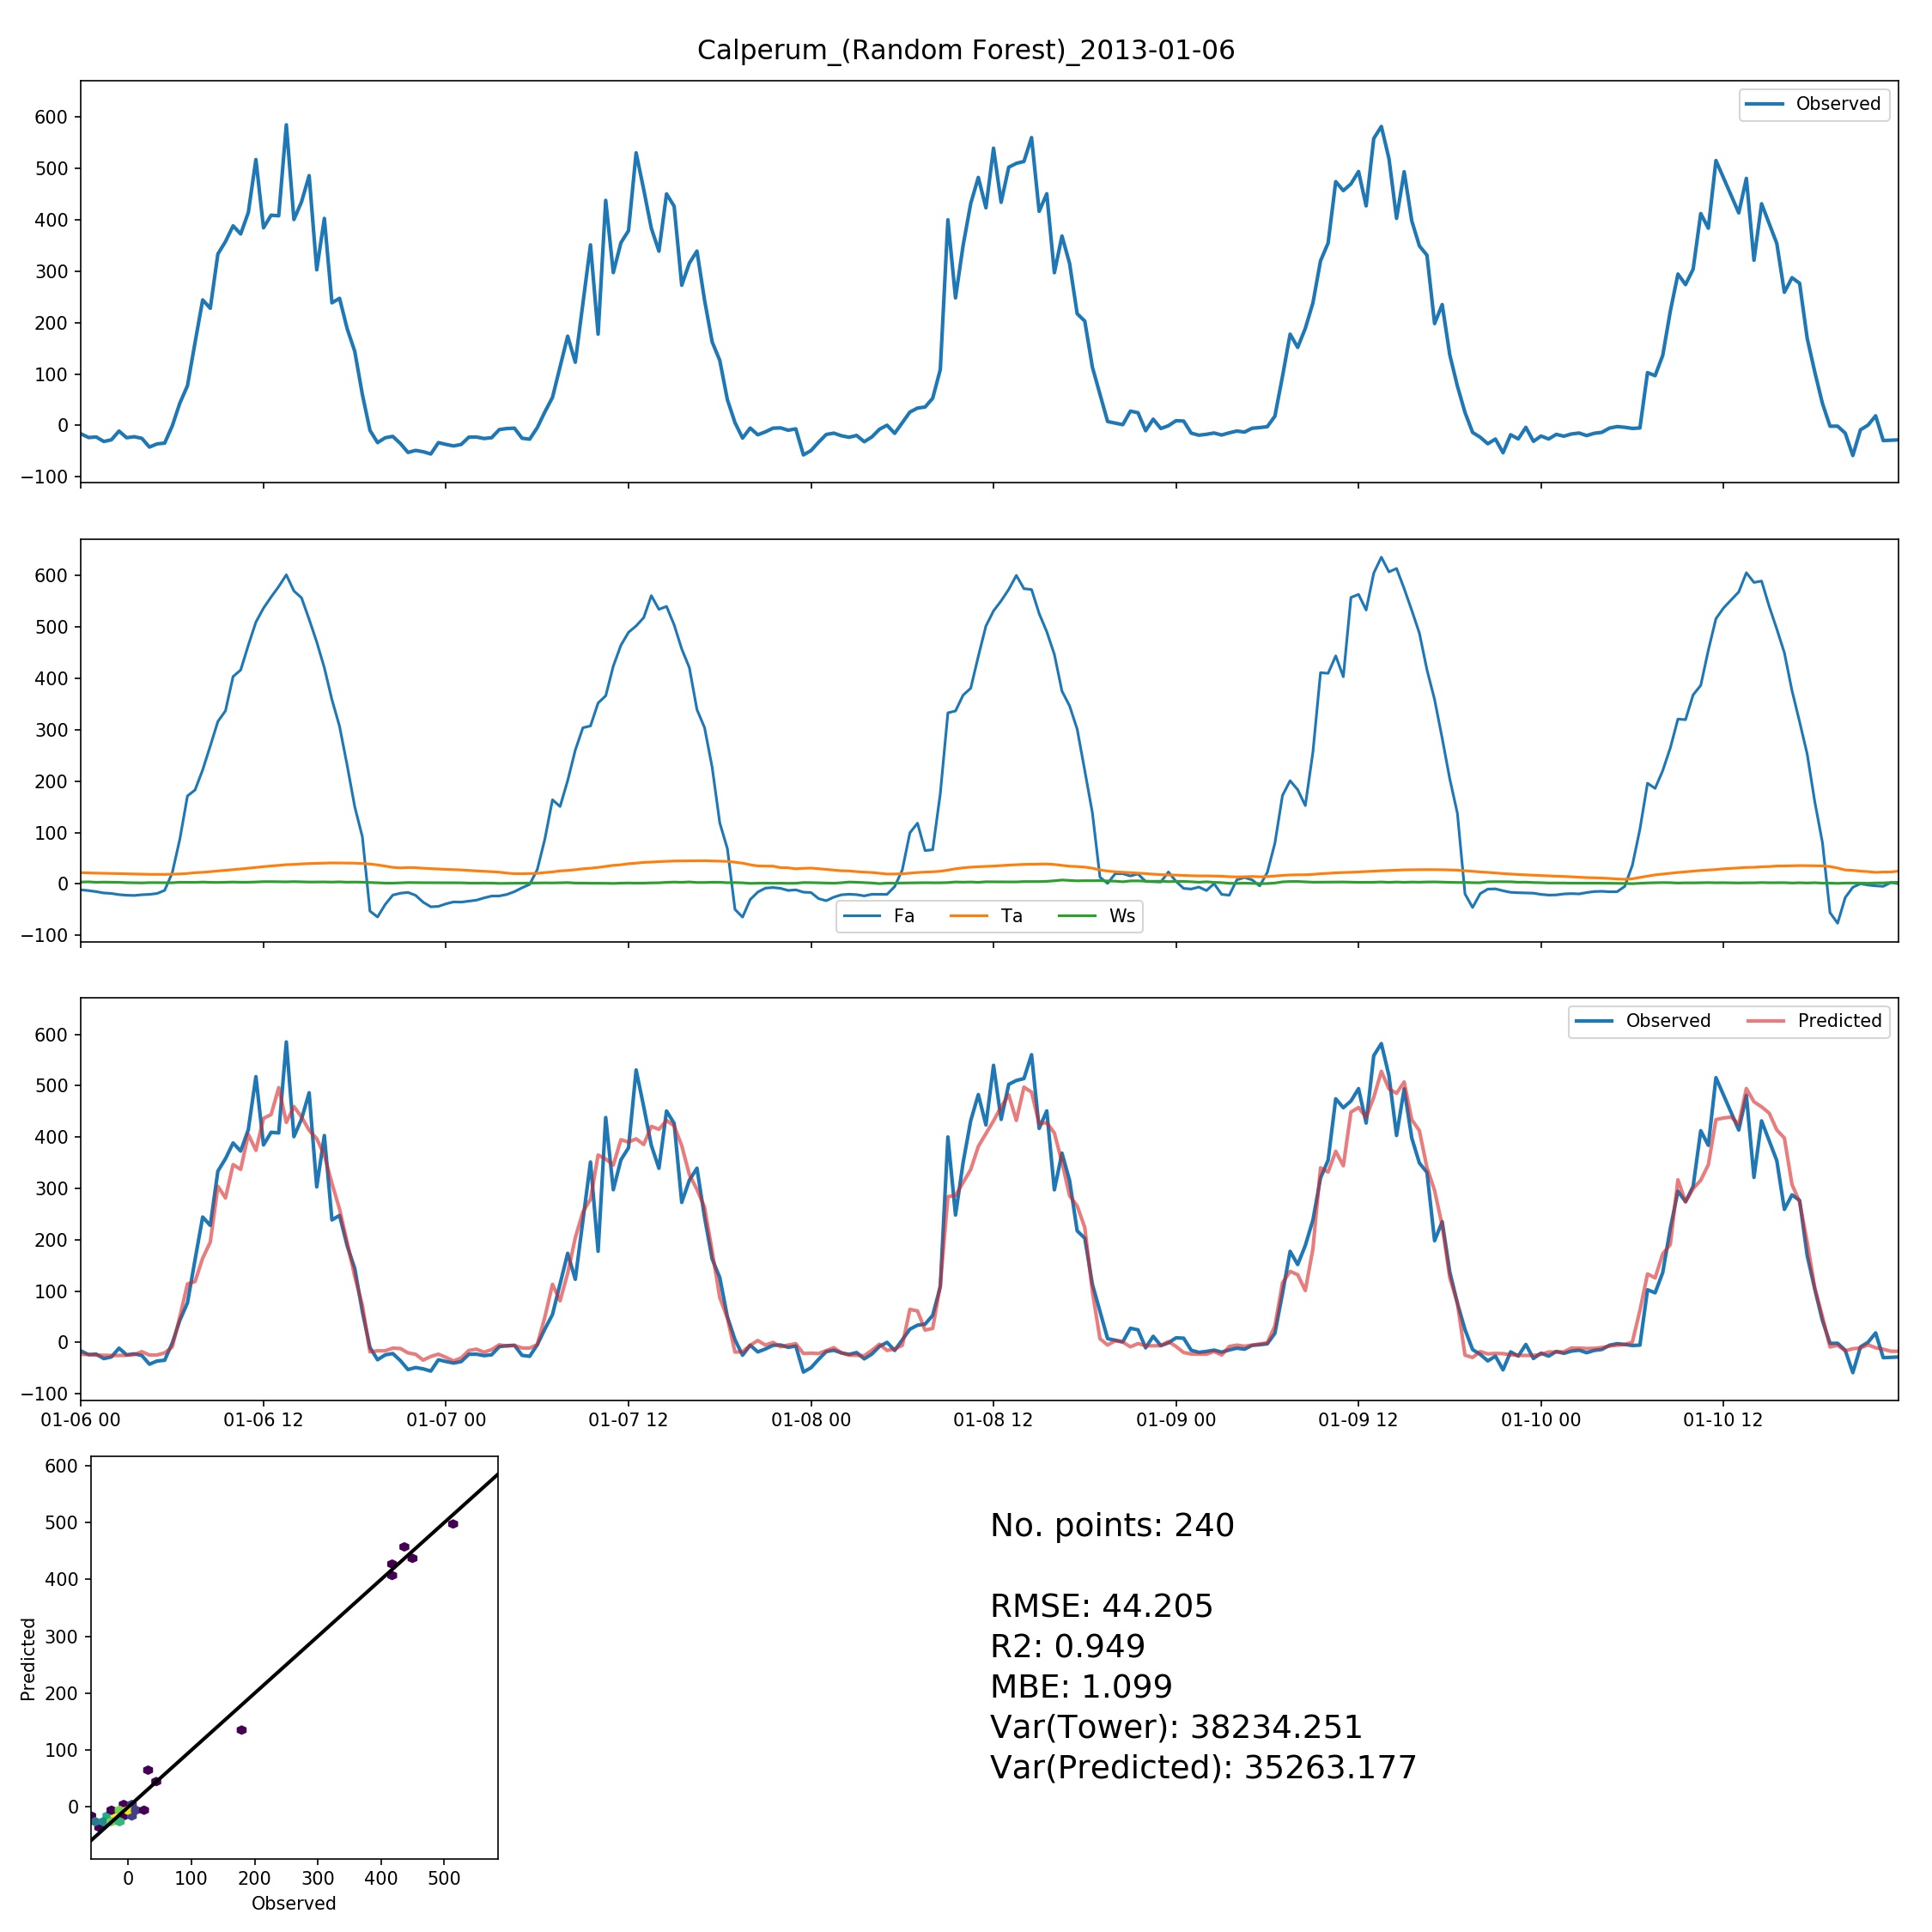 Calperum_(Random Forest)_2013-01-06
600
500
400
300
200
100
0
−100
Observed
600
500
400
300
200
100
0
−100
Fa Ta Ws
600
500
400
300
200
100
0
−100
Observed Predicted
01-06 00 01-06 12 01-07 00 01-07 12 01-08 00 01-08 12 01-09 00 01-09 12 01-10 00 01-10 12
600
500
400
300
200
100
0
Predicted
0 100 200 300 400 500
Observed
No. points: 240
RMSE: 44.205
R2: 0.949
MBE: 1.099
Var(Tower): 38234.251
Var(Predicted): 35263.177